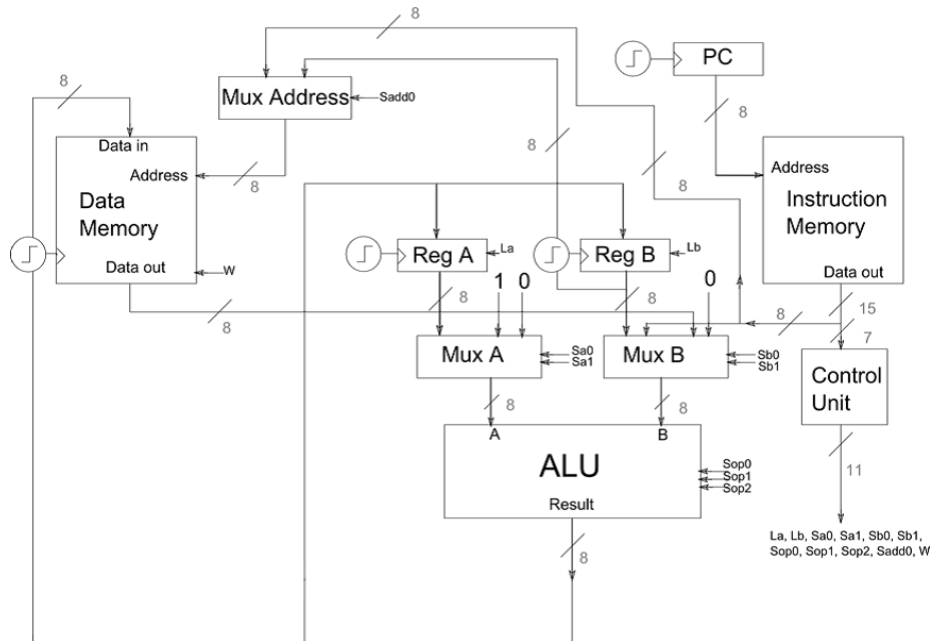 8
8
PC
8
Mux Address
Sadd0
8
Data in
Address
8
8
8
Address
Data
Memory
Instruction
Memory
Reg A
La
Reg B
Lb
Data out
W
Data out
1
0
0
8
8
8
8
15
7
Mux A
Sa0
Sa1
Mux B
Sb0
Sb1
Control
Unit
8
8
A
B
ALU
Sop0
Sop1
Sop2
11
Result
8
La, Lb, Sa0, Sa1, Sb0, Sb1,
Sop0, Sop1, Sop2, Sadd0, W